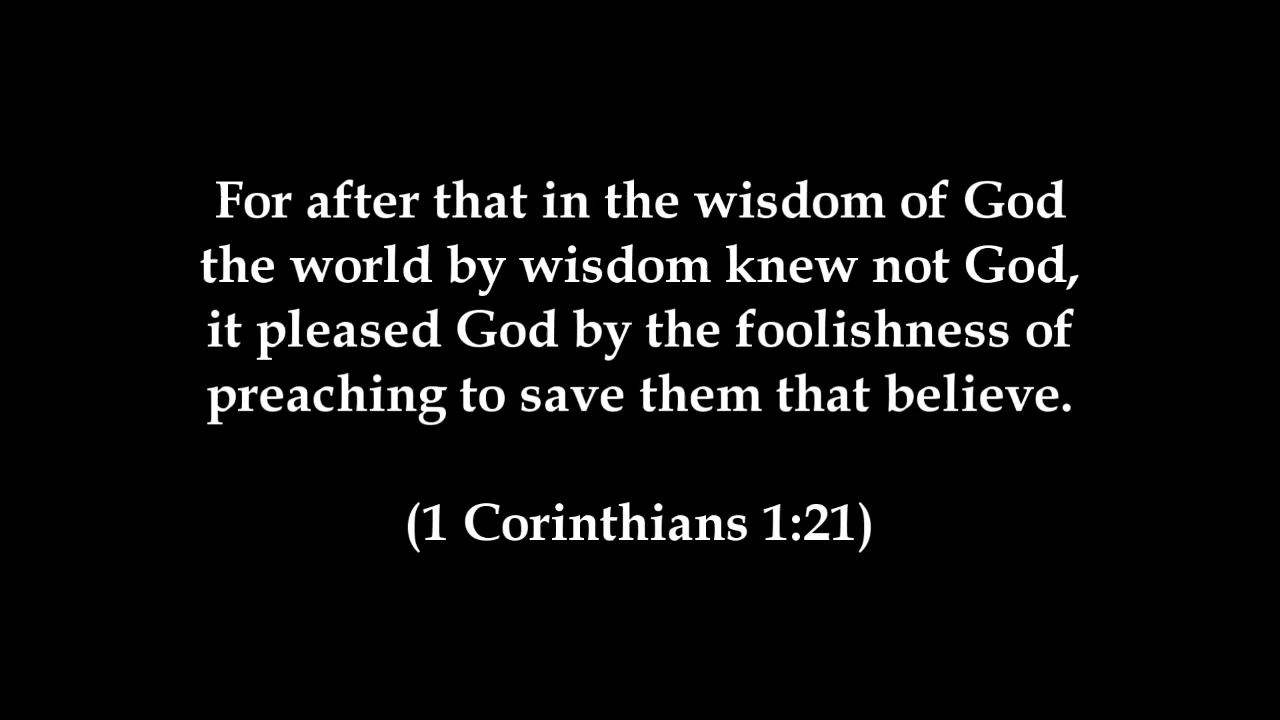 For after that in the wisdom of God
the world by wisdom knew not God,
it pleased God by the foolishness of
preaching to save them that believe.
(1 Corinthians 1:21)